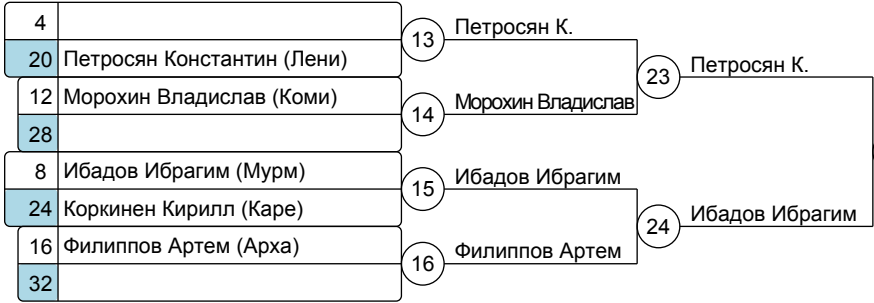 4
20 Петросян Константин (Лени)
12 Морохин Владислав (Коми)
28
8 Ибадов Ибрагим (Мурм)
24 Коркинен Кирилл (Каре)
16 Филиппов Артем (Арха)
32
13 Петросян К.
14 Морохин Владислав
15 Ибадов Ибрагим
16 Филиппов Артем
23 Петросян К.
24 Ибадов Ибрагим